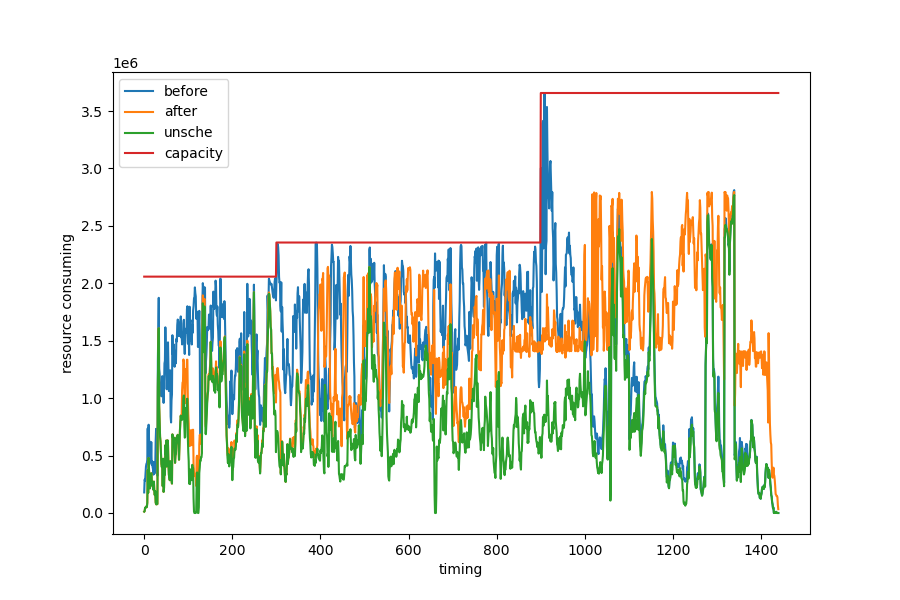 1e6
before
after
unsche
capacity
3.5
3.0
2.5
2.0
1.5
1.0
0.5
0.0
resource consuming
0 200 400 600 800 1000 1200 1400
timing